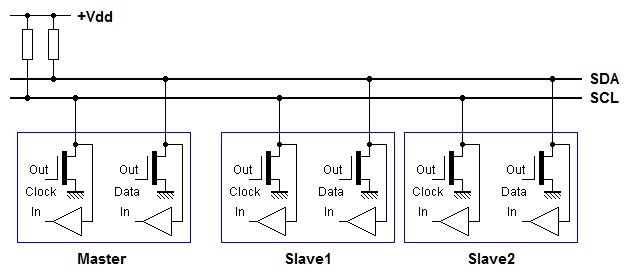 +Vdd
SDA
SCL
Out Out Out Out Out Out
Clock Data Clock Data Clock Data
In In In In In In
Master Slave1 Slave2